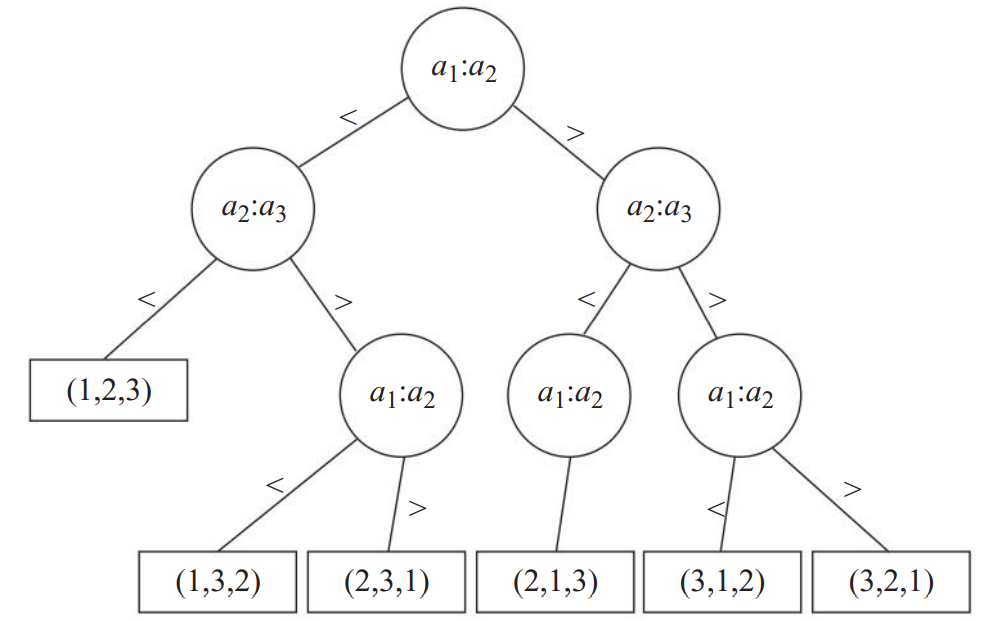 a₁:a₂
< >
a₂:a₃ a₂:a₃
< > < >
(1,2,3) a₁:a₂ a₁:a₂ a₁:a₂
< > < >
(1,3,2) (2,3,1) (2,1,3) (3,1,2) (3,2,1)